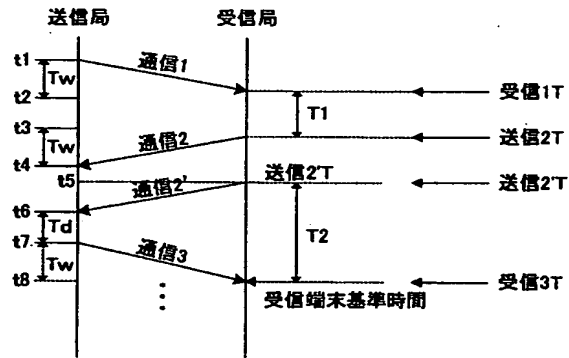 送信局 受信局
t1 Tw 通信1
t2 T1 受信1T
t3 Tw 通信2 送信2T
t4
t5 通信2' 送信2'T 送信2'T
t6 Td T2
t7 Tw 通信3
t8 受信3T
受信端末基準時間